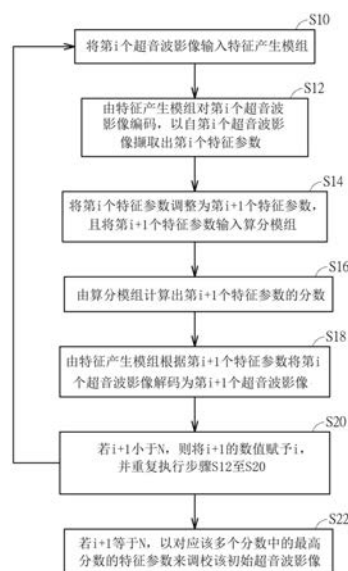 S10
将第i个超音波影像输入特征产生模组
S12
由特征产生模组对第i个超音波
影像编码，以自第i个超音波影
像撷取出第i个特征参数
S14
将第i个特征参数调整为第i+1个特征参数，
且将第i+1个特征参数输入算分模组
S16
由算分模组计算出第i+1个特征参数的分数
S18
由特征产生模组根据第i+1个特征参数将第i
个超音波影像解码为第i+1个超音波影像
S20
若i+1小于N，则将i+1的数值赋予i，
并重复执行步骤S12至S20
S22
若i+1等于N，以对应该多个分数中的最高
分数的特征参数来调校该初始超音波影像